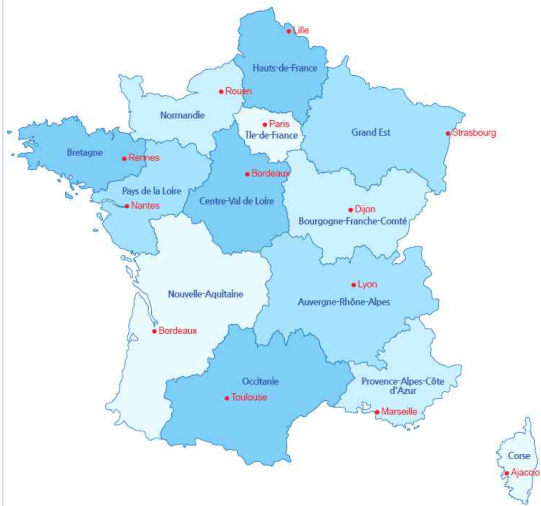 Lille
Hauts-de-France
Rouen
Normandie
Paris
Île-de-France
Grand Est
Strasbourg
Bretagne
Rennes
Bordeaux
Pays de la Loire
Centre-Val de Loire
Nantes
Dijon
Bourgogne-Franche-Comté
Lyon
Nouvelle-Aquitaine
Auvergne-Rhône-Alpes
Bordeaux
Occitanie
Provence-Alpes-Côte
d'Azur
Toulouse
Marseille
Corse
Ajaccio